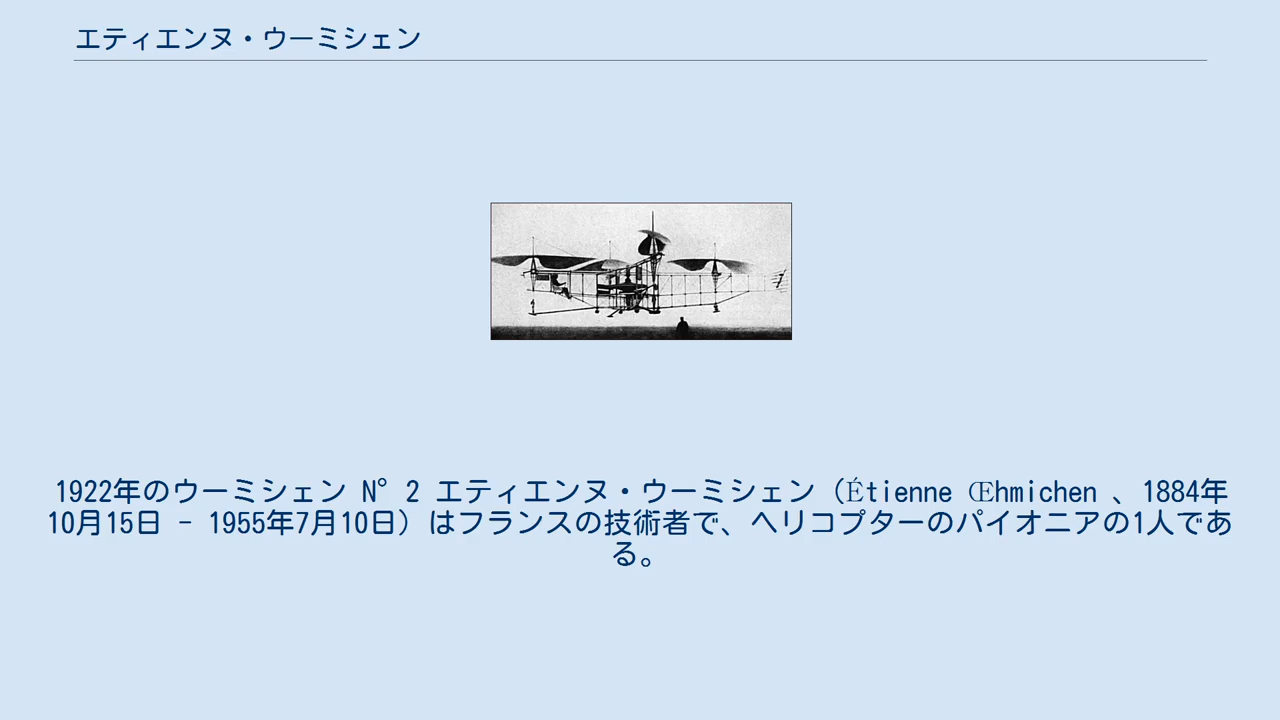 エティエンヌ・ウーミシェン
1922年のウーミシェン N°2 エティエンヌ・ウーミシェン（Étienne Œhmichen 、1884年
10月15日 - 1955年7月10日）はフランスの技術者で、ヘリコプターのパイオニアの1人であ
る。